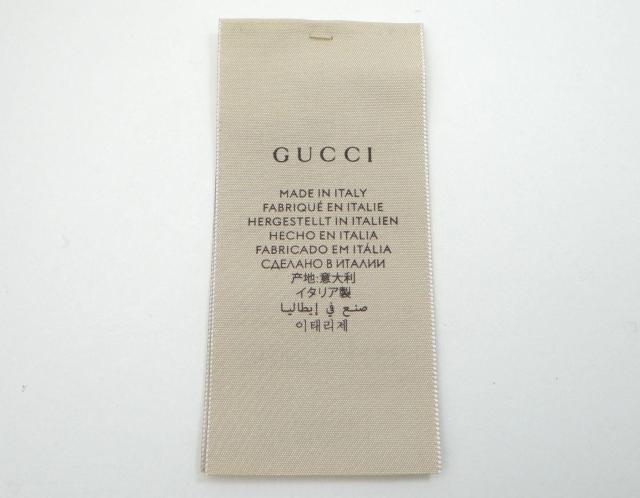 GUCCI
MADE IN ITALY
FABRIQUÉ EN ITALIE
HERGESTELLT IN ITALIEN
HECHO EN ITALIA
FABRICADO EM ITÁLIA
СДЕЛАНО В ИТАЛИИ
产地:意大利
イタリア製
صنع في إيطاليا
이태리제